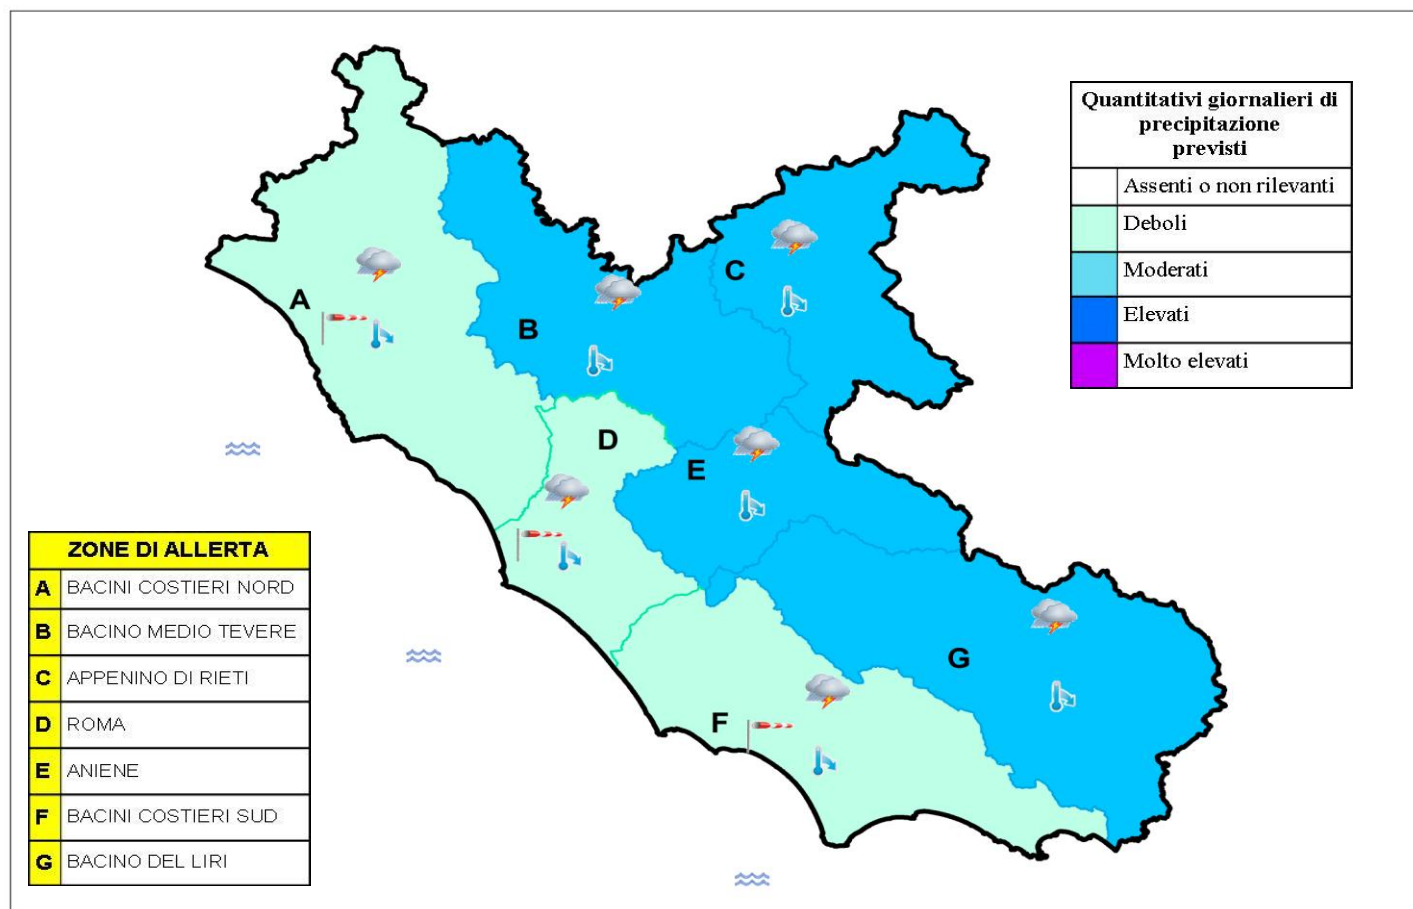 Quantitativi giornalieri di
precipitazione
previsti
Assenti o non rilevanti
Deboli
Moderati
Elevati
Molto elevati
A
B
C
D
E
F
G
ZONE DI ALLERTA
A BACINI COSTIERI NORD
B BACINO MEDIO TEVERE
C APPENINO DI RIETI
D ROMA
E ANIENE
F BACINI COSTIERI SUD
G BACINO DEL LIRI